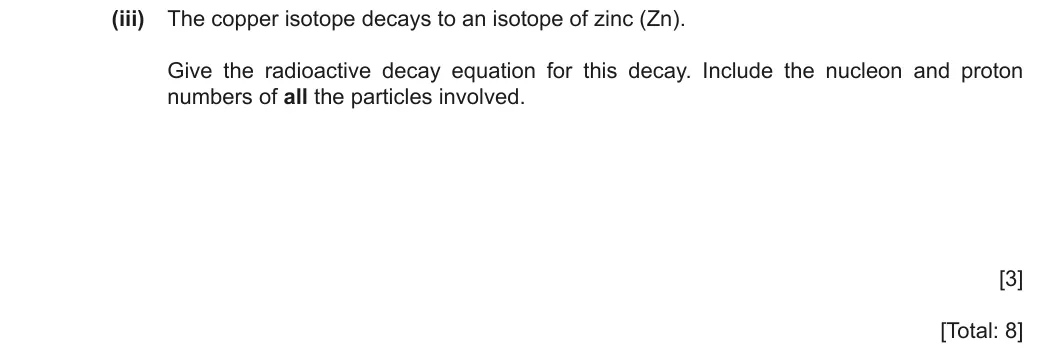 (iii) The copper isotope decays to an isotope of zinc (Zn).
Give the radioactive decay equation for this decay. Include the nucleon and proton
numbers of all the particles involved.
[3]
[Total: 8]